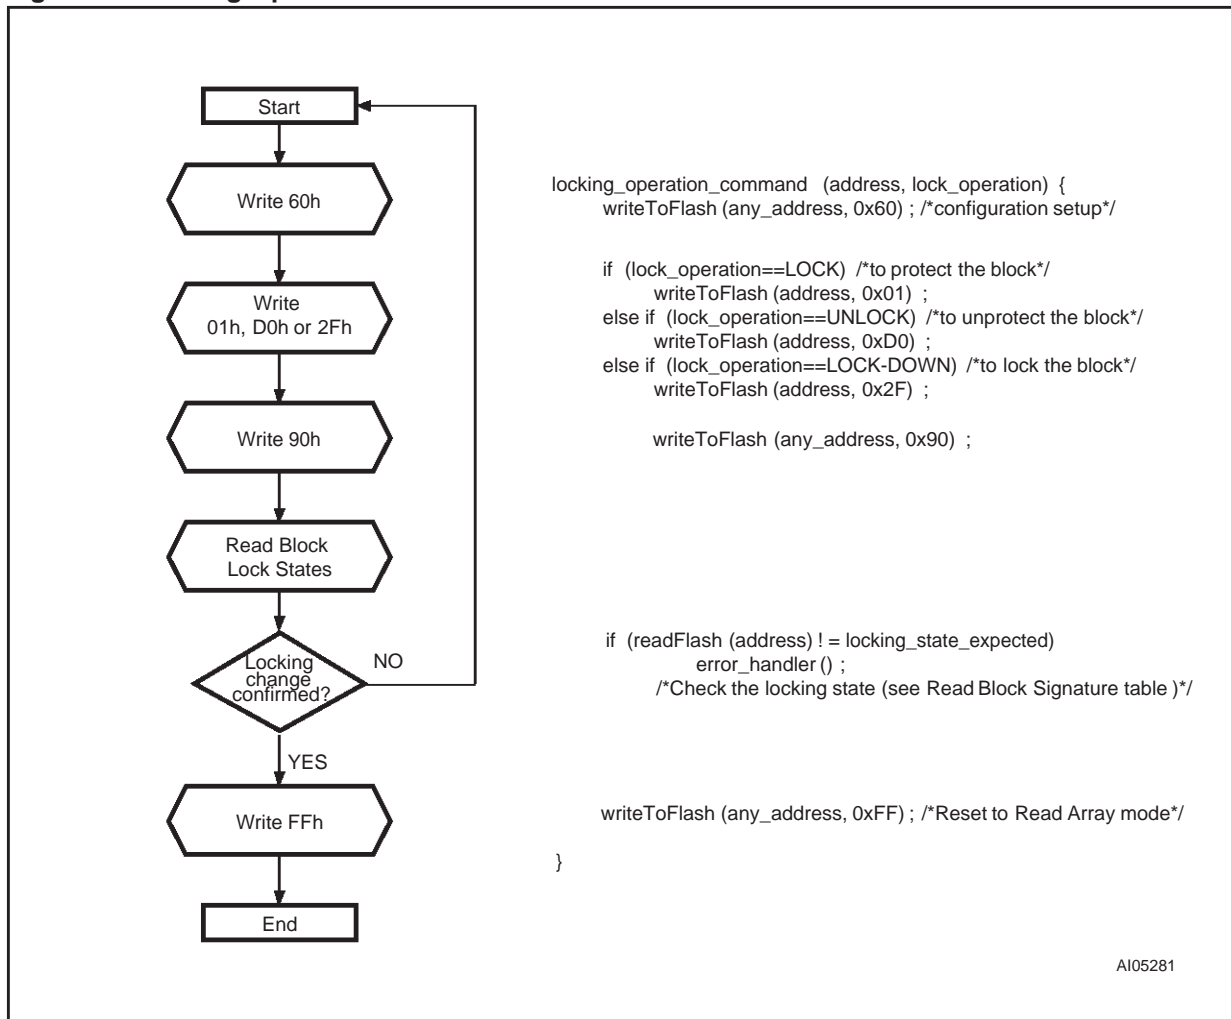 Start
Write 60h
Write
01h, D0h or 2Fh
Write 90h
Read Block
Lock States
Locking
change
confirmed?
NO
YES
Write FFh
End
locking_operation_command (address, lock_operation) {
writeToFlash (any_address, 0x60) ; /*configuration setup*/
if (lock_operation==LOCK) /*to protect the block*/
writeToFlash (address, 0x01) ;
else if (lock_operation==UNLOCK) /*to unprotect the block*/
writeToFlash (address, 0xD0) ;
else if (lock_operation==LOCK-DOWN) /*to lock the block*/
writeToFlash (address, 0x2F) ;
writeToFlash (any_address, 0x90) ;
if (readFlash (address) ! = locking_state_expected)
error_handler () ;
/*Check the locking state (see Read Block Signature table )*/
writeToFlash (any_address, 0xFF) ; /*Reset to Read Array mode*/
}
AI05281